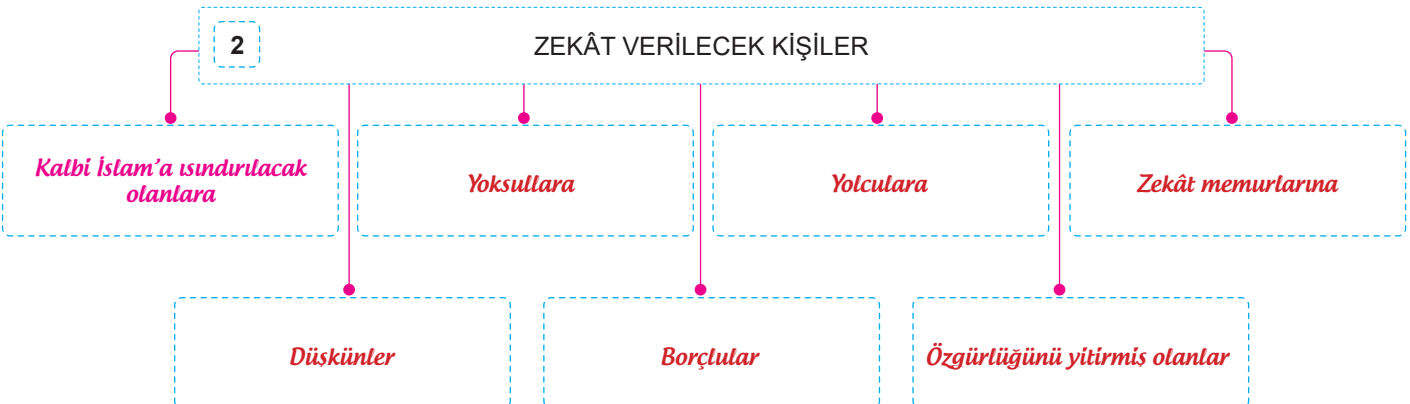 2
ZEKÂT VERİLECEK KİŞİLER
Kalbi İslam'a ısındırılacak
olanlara
Yoksullara
Yolculara
Zekât memurlarına
Düşkünler
Borçlular
Özgürlüğünü yitirmiş olanlar